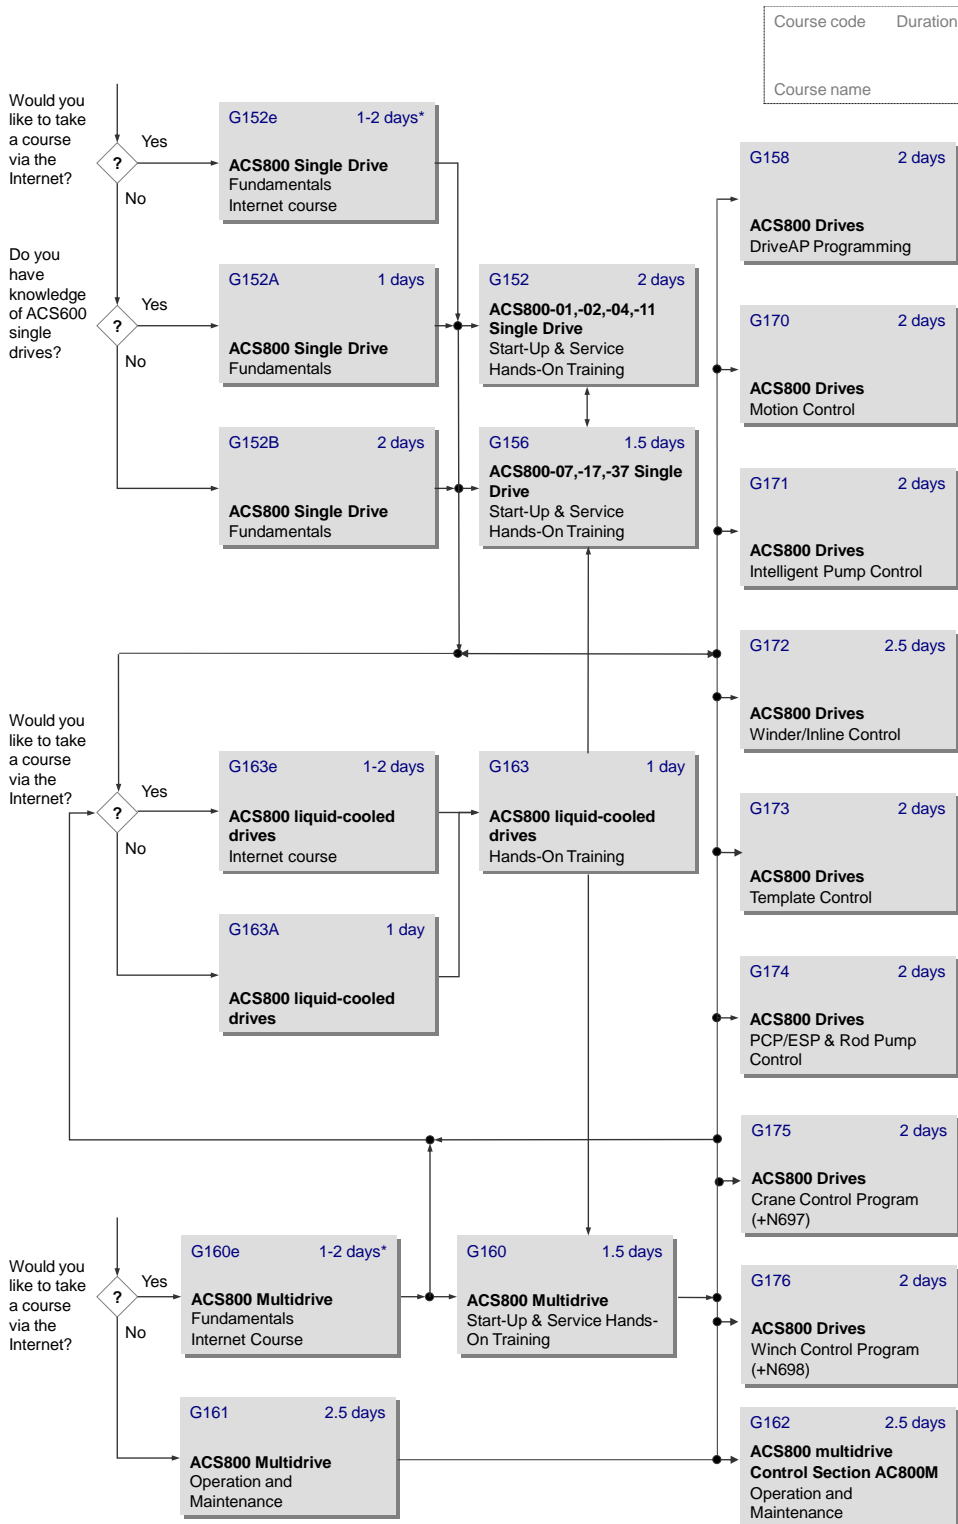 Course code Duration
Course name
Would you
like to take
a course
via the
Internet?
?
Yes
No
G152e 1-2 days*
ACS800 Single Drive
Fundamentals
Internet course
G158 2 days
ACS800 Drives
DriveAP Programming
Do you
have
knowledge
of ACS600
single
drives?
?
Yes
No
G152A 1 days
ACS800 Single Drive
Fundamentals
G152 2 days
ACS800-01,-02,-04,-11
Single Drive
Start-Up & Service
Hands-On Training
G170 2 days
ACS800 Drives
Motion Control
G152B 2 days
ACS800 Single Drive
Fundamentals
G156 1.5 days
ACS800-07,-17,-37 Single
Drive
Start-Up & Service
Hands-On Training
G171 2 days
ACS800 Drives
Intelligent Pump Control
G172 2.5 days
ACS800 Drives
Winder/Inline Control
Would you
like to take
a course
via the
Internet?
?
Yes
No
G163e 1-2 days
ACS800 liquid-cooled
drives
Internet course
G163 1 day
ACS800 liquid-cooled
drives
Hands-On Training
G173 2 days
ACS800 Drives
Template Control
G163A 1 day
ACS800 liquid-cooled
drives
G174 2 days
ACS800 Drives
PCP/ESP & Rod Pump
Control
G175 2 days
ACS800 Drives
Crane Control Program
(+N697)
Would you
like to take
a course
via the
Internet?
?
Yes
No
G160e 1-2 days*
ACS800 Multidrive
Fundamentals
Internet Course
G160 1.5 days
ACS800 Multidrive
Start-Up & Service Hands-
On Training
G176 2 days
ACS800 Drives
Winch Control Program
(+N698)
G161 2.5 days
ACS800 Multidrive
Operation and
Maintenance
G162 2.5 days
ACS800 multidrive
Control Section AC800M
Operation and
Maintenance